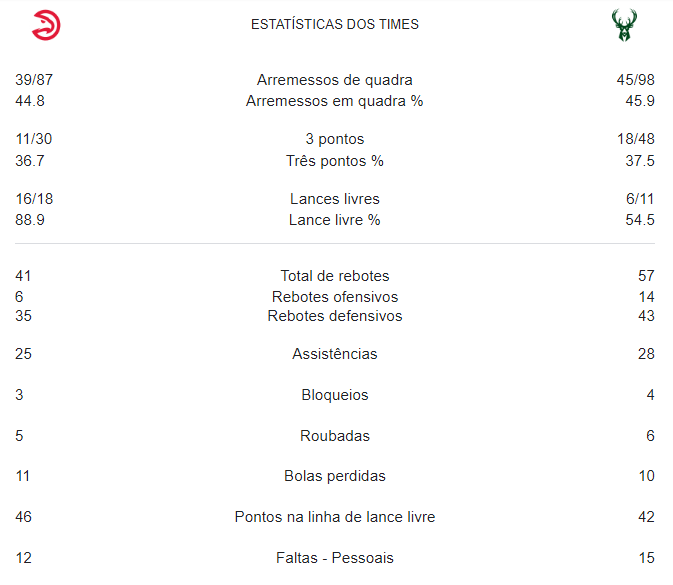 ESTATÍSTICAS DOS TIMES
39/87 Arremessos de quadra 45/98
44.8 Arremessos em quadra % 45.9
11/30 3 pontos 18/48
36.7 Três pontos % 37.5
16/18 Lances livres 6/11
88.9 Lance livre % 54.5
41 Total de rebotes 57
6 Rebotes ofensivos 14
35 Rebotes defensivos 43
25 Assistências 28
3 Bloqueios 4
5 Roubadas 6
11 Bolas perdidas 10
46 Pontos na linha de lance livre 42
12 Faltas - Pessoais 15